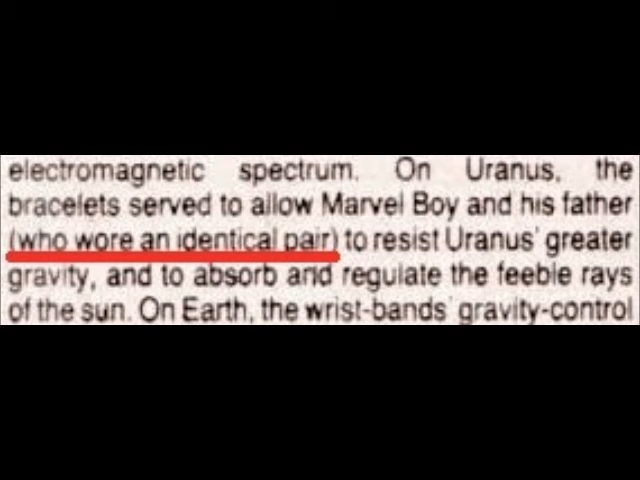 electromagnetic spectrum. On Uranus, the
bracelets served to allow Marvel Boy and his father
(who wore an identical pair) to resist Uranus' greater
gravity, and to absorb and regulate the feeble rays
of the sun. On Earth, the wrist-bands' gravity-control